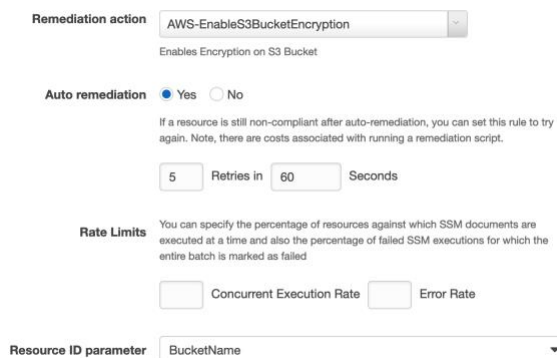 Remediation action AWS-EnableS3BucketEncryption
Enables Encryption on S3 Bucket
Auto remediation Yes No
If a resource is still non-compliant after auto-remediation, you can set this rule to try
again. Note, there are costs associated with running a remediation script.
5 Retries in 60 Seconds
Rate Limits
You can specify the percentage of resources against which SSM documents are
executed at a time and also the percentage of failed SSM executions for which the
entire batch is marked as failed
Concurrent Execution Rate Error Rate
Resource ID parameter BucketName